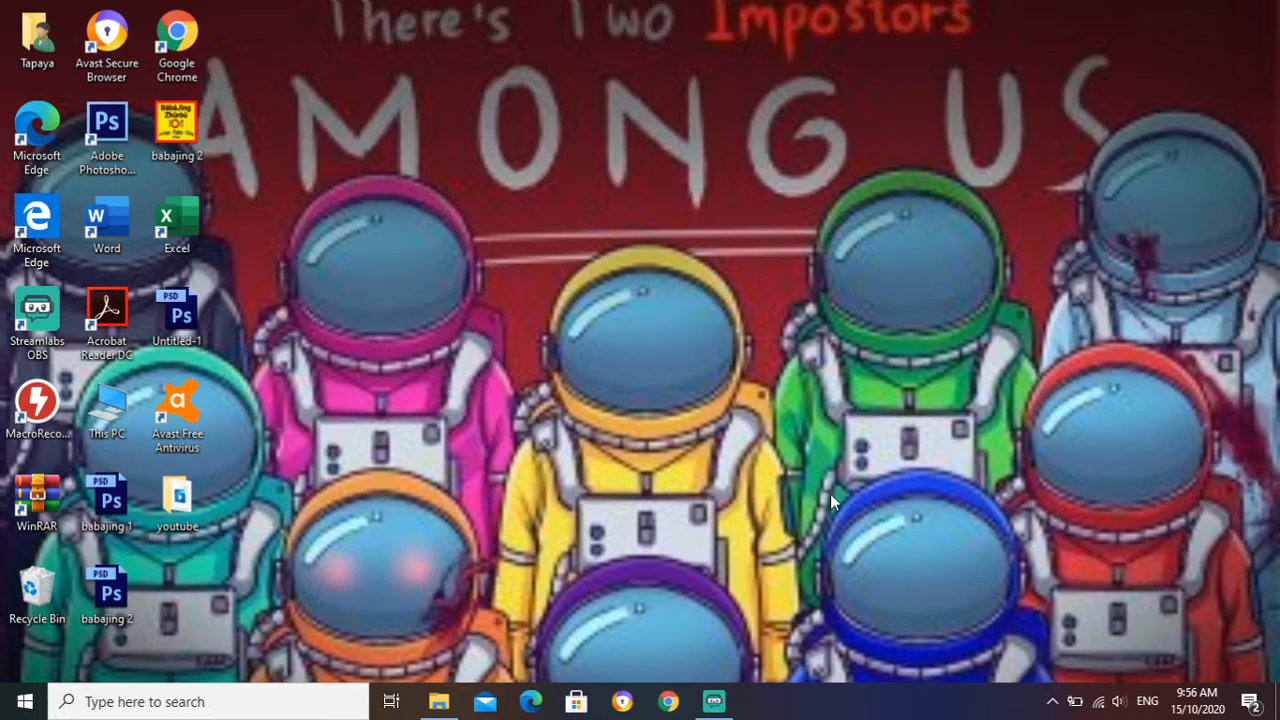 There's Two Impostors
AMONG US
Tapaya
Avast Secure
Browser
Google
Chrome
Microsoft
Edge
Adobe
Photosho...
babajing 2
Microsoft
Edge
Word
Excel
Streamlabs
OBS
Acrobat
Reader DC
Untitled-1
MacroReco...
This PC
Avast Free
Antivirus
WinRAR
babajing 1
youtube
Recycle Bin
babajing 2
Type here to search
ENG
9:56 AM
15/10/2020
2